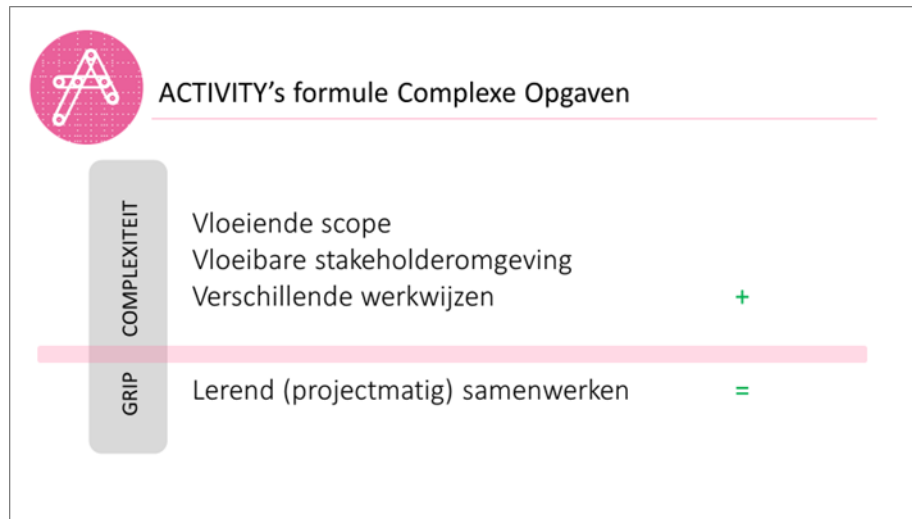 ACTIVITY's formule Complexe Opgaven
COMPLEXITEIT
Vloeiende scope
Vloeibare stakeholderomgeving
Verschillende werkwijzen +
GRIP
Lerend (projectmatig) samenwerken =